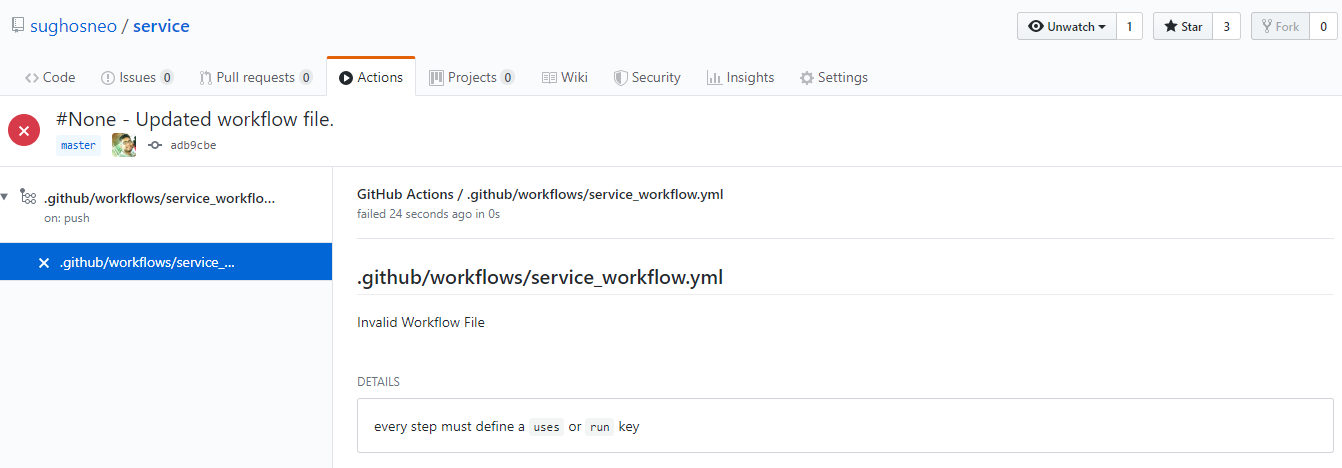 sughosneo / service
Unwatch 1 Star 3 Fork 0
Code Issues 0 Pull requests 0 Actions Projects 0 Wiki Security Insights Settings
#None - Updated workflow file.
master adb9cbe
.github/workflows/service_workflo...
on: push
.github/workflows/service_...
GitHub Actions / .github/workflows/service_workflow.yml
failed 24 seconds ago in 0s
.github/workflows/service_workflow.yml
Invalid Workflow File
DETAILS
every step must define a uses or run key